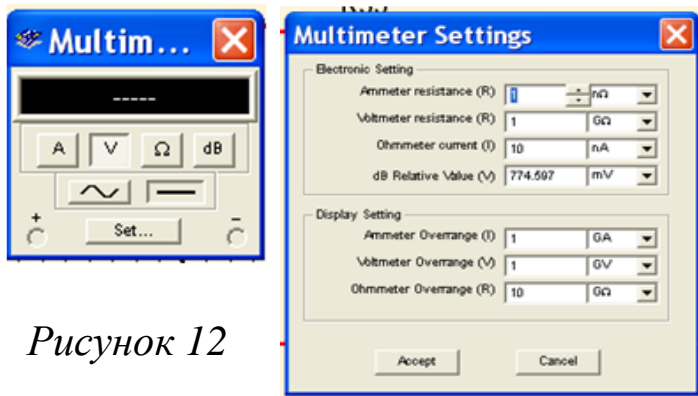 Multim...
-----
A V Ω dB
+ Set... -
Рисунок 12
Multimeter Settings
Electronic Setting
Ammeter resistance (R) 1 nΩ
Voltmeter resistance (R) 1 GΩ
Ohmmeter current (I) 10 nA
dB Relative Value (V) 774.597 mV
Display Setting
Ammeter Overrange (I) 1 GA
Voltmeter Overrange (V) 1 GV
Ohmmeter Overrange (R) 10 GΩ
Accept Cancel